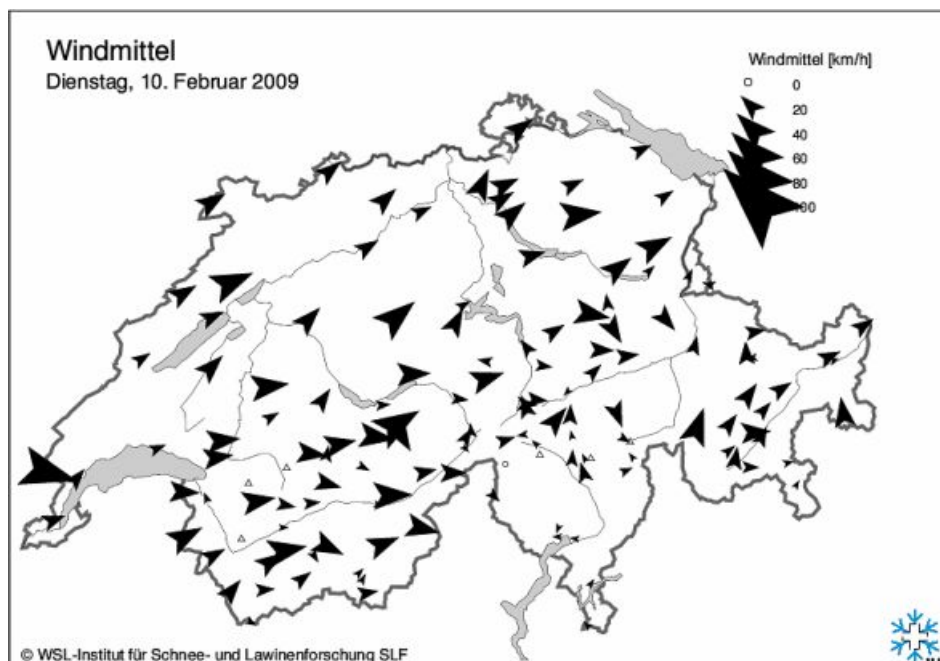 Windmittel
Dienstag, 10. Februar 2009
Windmittel [km/h]
0
20
40
60
80
100
© WSL-Institut für Schnee- und Lawinenforschung SLF